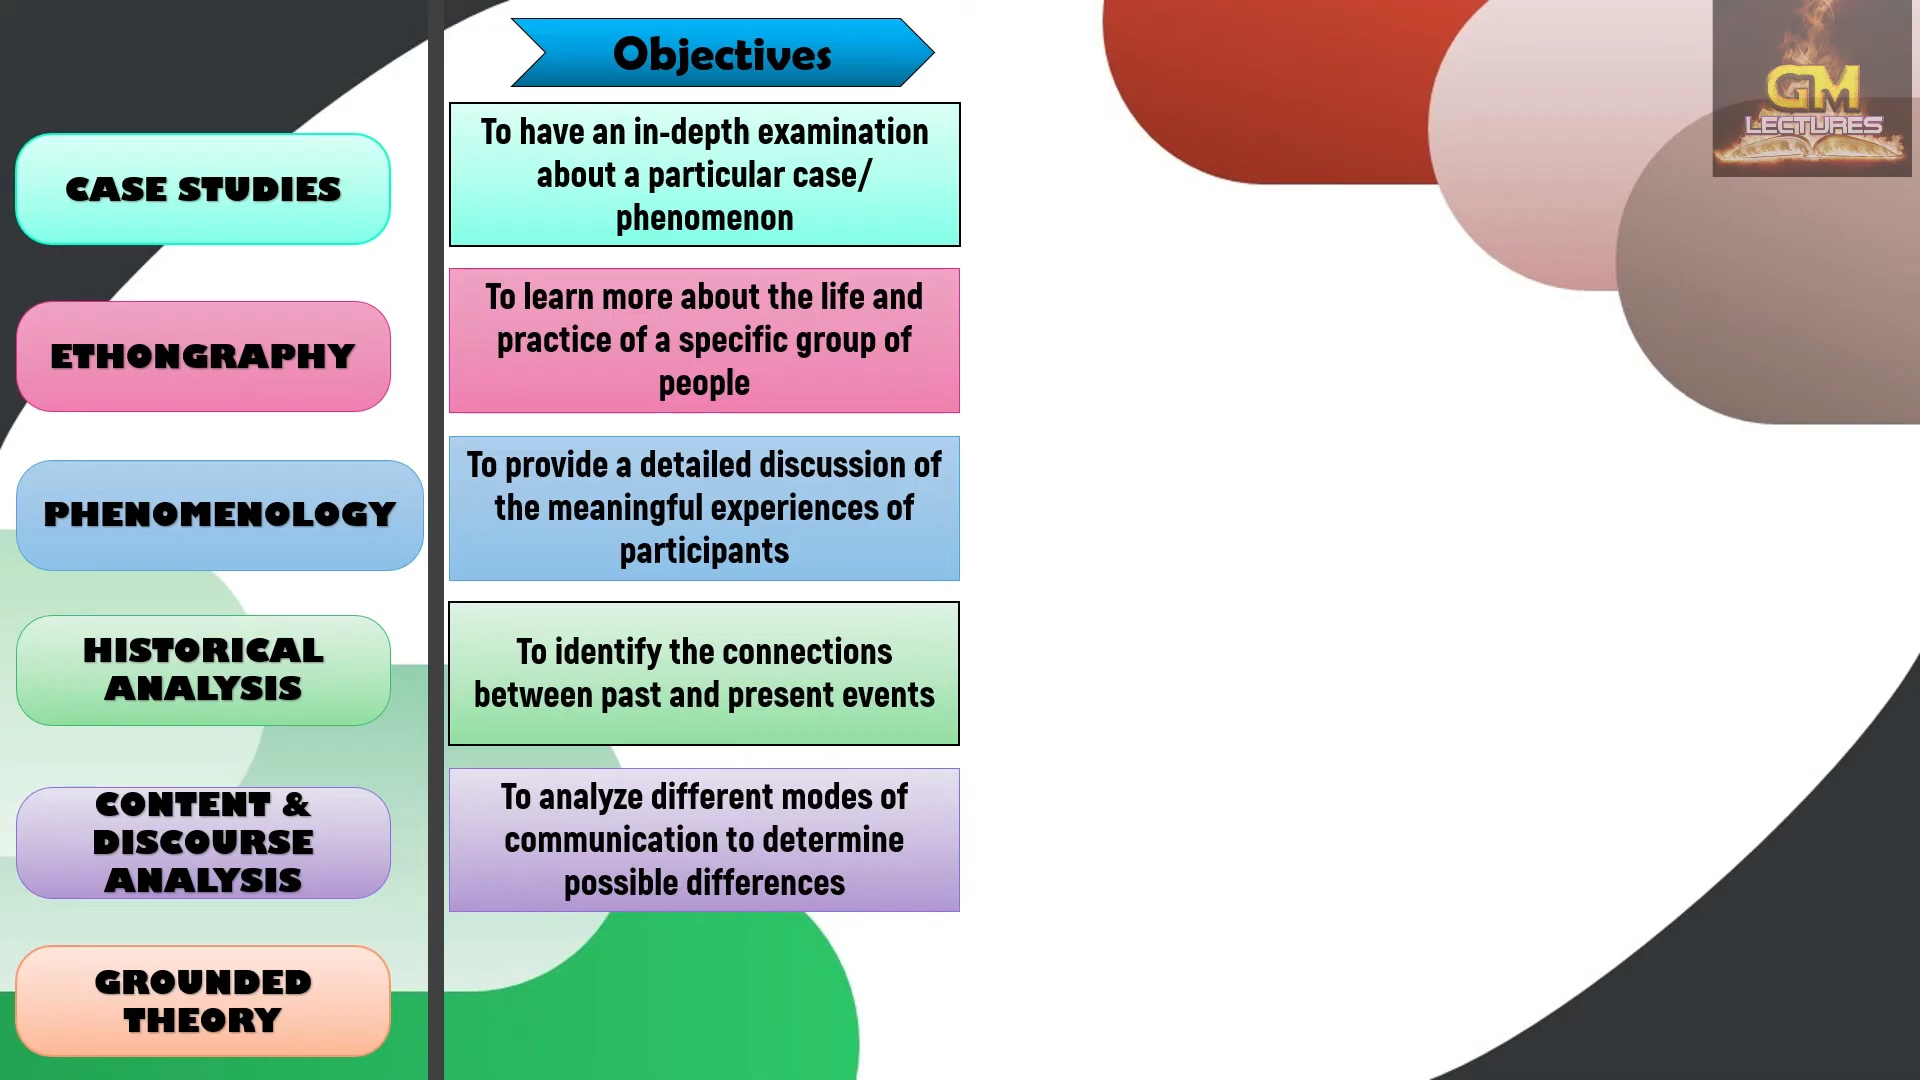 Objectives
GM
LECTURES
CASE STUDIES
To have an in-depth examination
about a particular case/
phenomenon
ETHONGRAPHY
To learn more about the life and
practice of a specific group of
people
PHENOMENOLOGY
To provide a detailed discussion of
the meaningful experiences of
participants
HISTORICAL
ANALYSIS
To identify the connections
between past and present events
CONTENT &
DISCOURSE
ANALYSIS
To analyze different modes of
communication to determine
possible differences
GROUNDED
THEORY